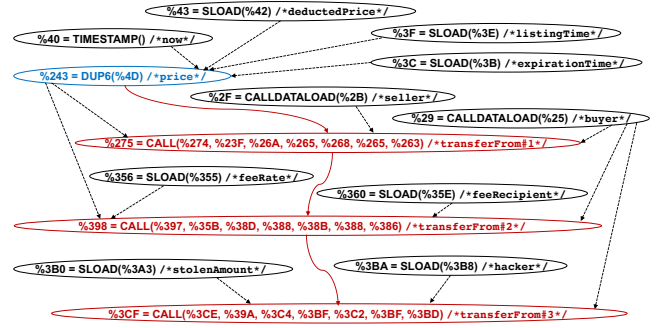 %43 = SLOAD(%42) /*deductedPrice*/
%40 = TIMESTAMP() /*now*/
%3F = SLOAD(%3E) /*listingTime*/
%3C = SLOAD(%3B) /*expirationTime*/
%243 = DUP6(%4D) /*price*/
%2F = CALLDATALOAD(%2B) /*seller*/
%29 = CALLDATALOAD(%25) /*buyer*/
%275 = CALL(%274, %23F, %26A, %265, %268, %265, %263) /*transferFrom#1*/
%356 = SLOAD(%355) /*feeRate*/
%360 = SLOAD(%35E) /*feeRecipient*/
%398 = CALL(%397, %35B, %38D, %388, %38B, %388, %386) /*transferFrom#2*/
%3B0 = SLOAD(%3A3) /*stolenAmount*/
%3BA = SLOAD(%3B8) /*hacker*/
%3CF = CALL(%3CE, %39A, %3C4, %3BF, %3C2, %3BF, %3BD) /*transferFrom#3*/